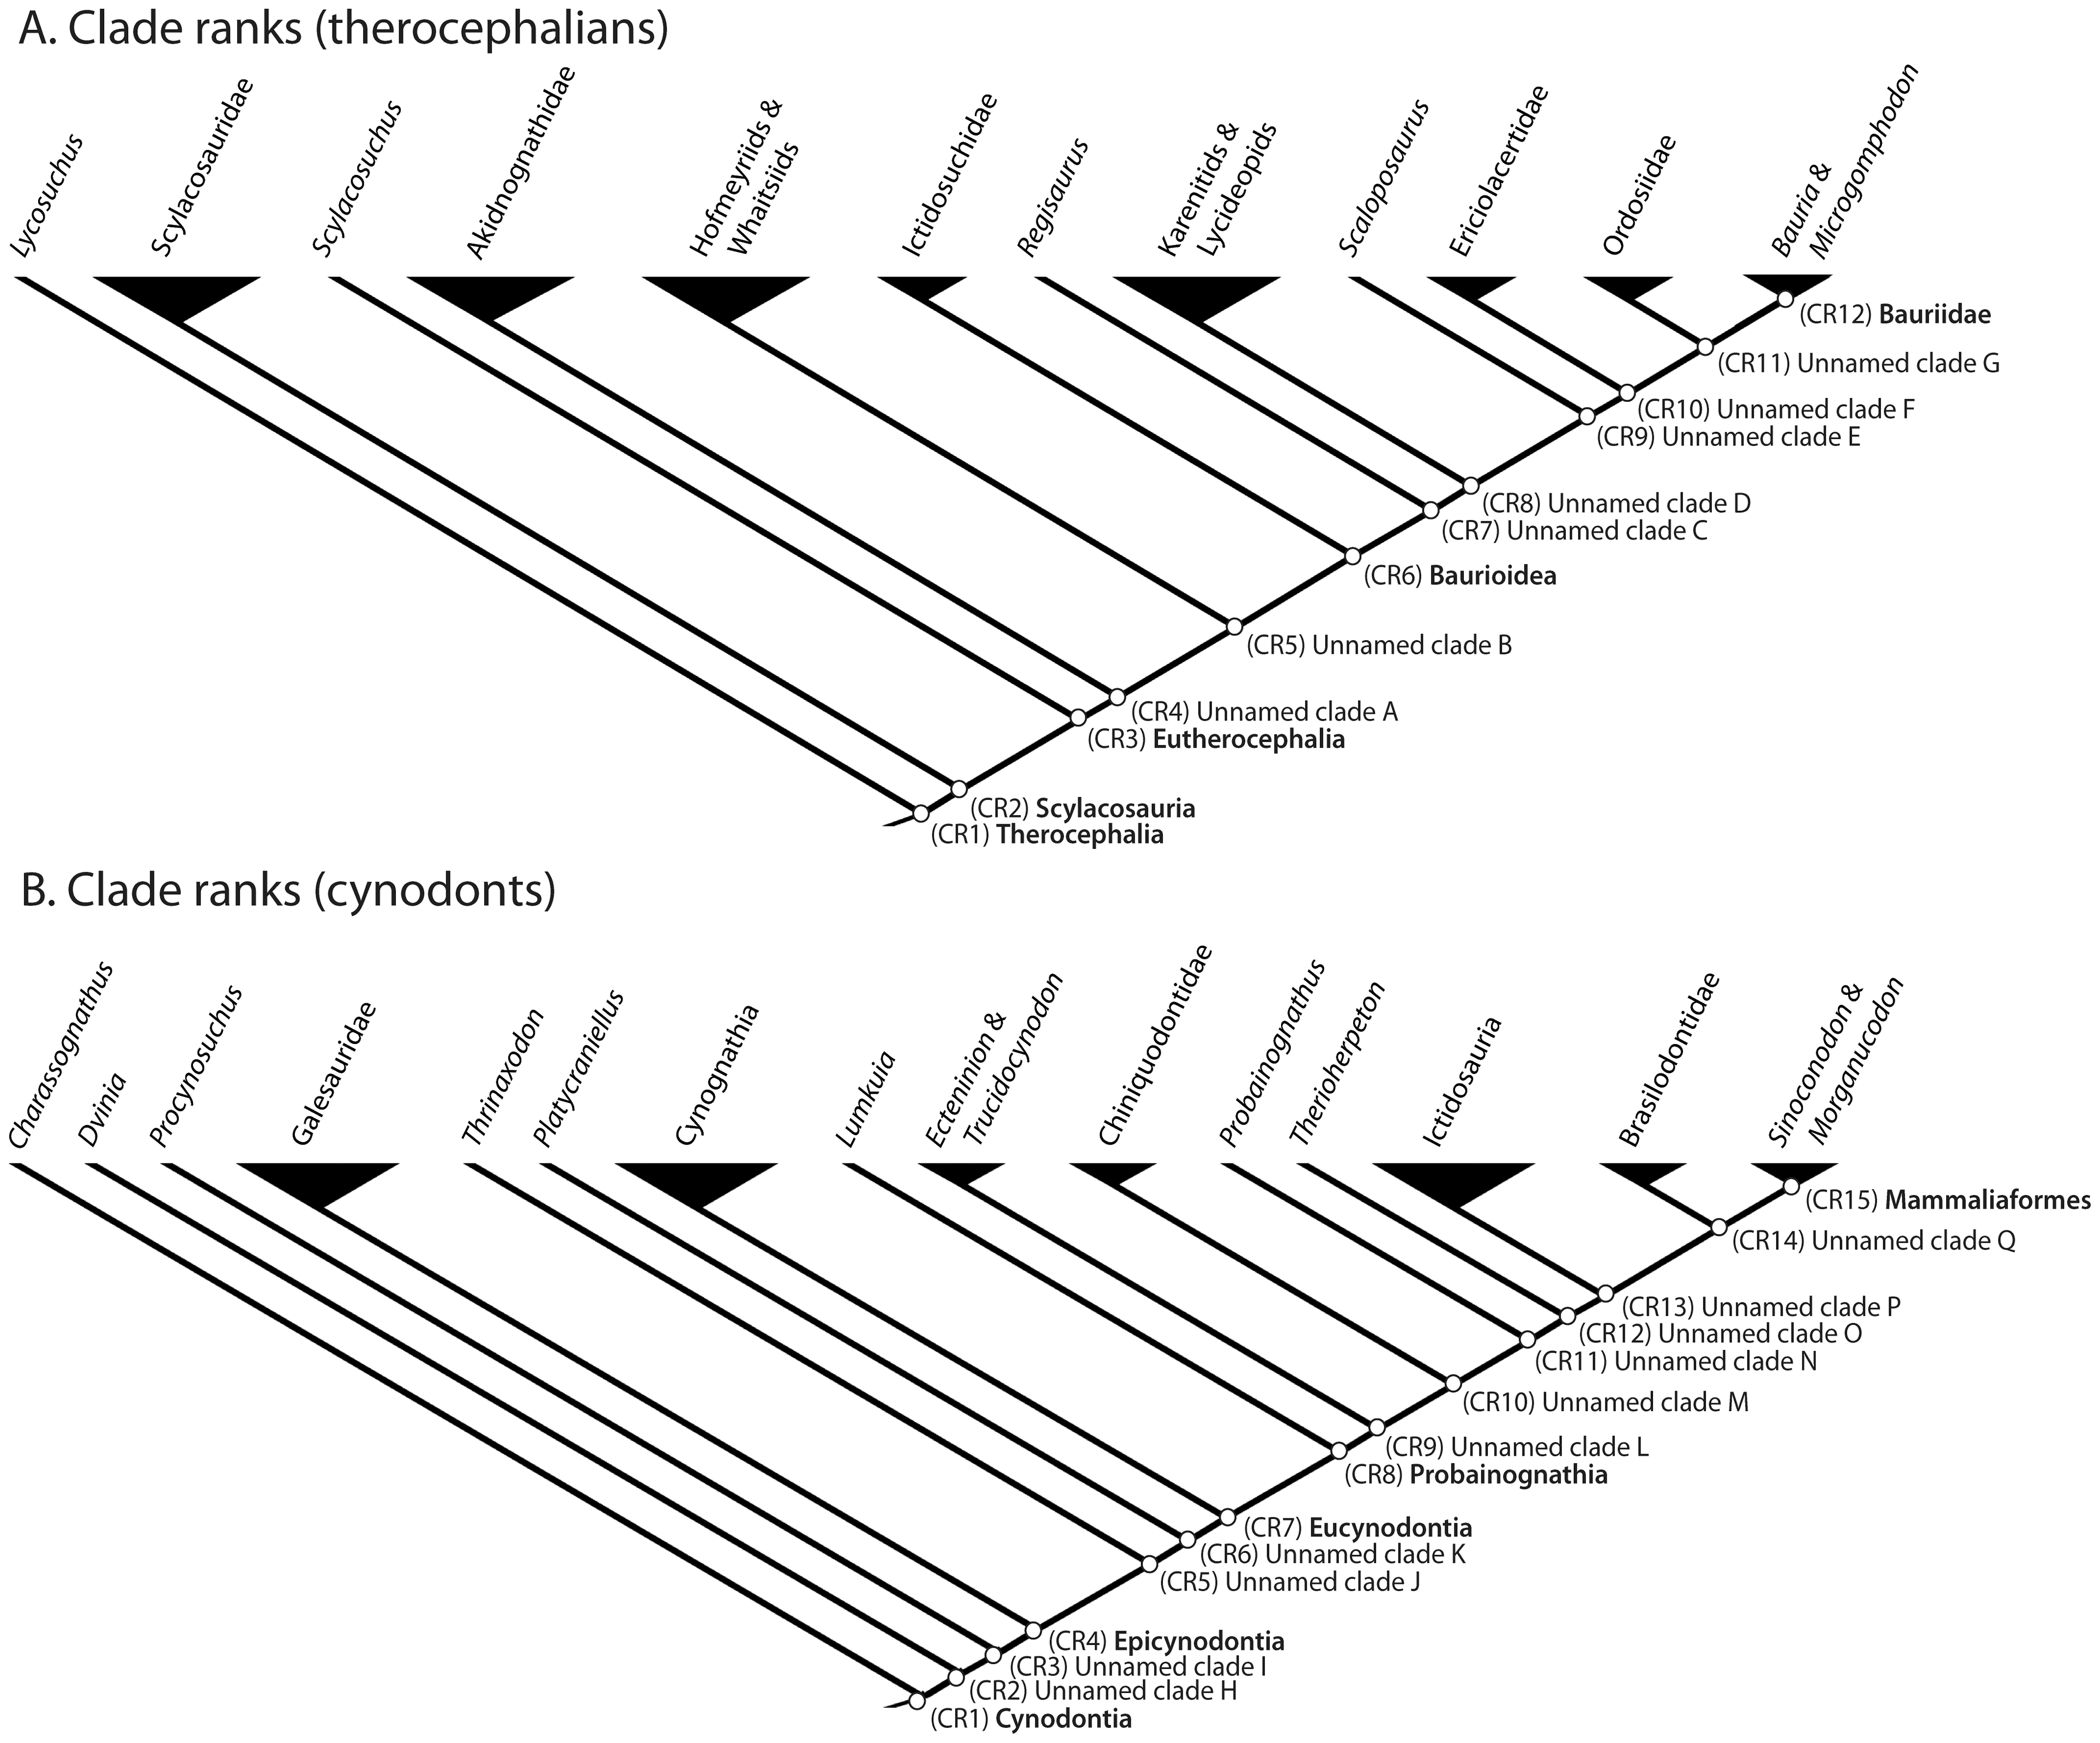 A. Clade ranks (therocephalians)
Lycosuchus
Scylacosauridae
Scylacosuchus
Akidnognathidae
Hofmeyriids &
Whaitsiids
Ictidosuchidae
Regisaurus
Karenitids &
Lycideopids
Scaloposaurus
Ericiolacertidae
Ordosiidae
Bauria &
Microgomphodon
(CR12) Bauriidae
(CR11) Unnamed clade G
(CR10) Unnamed clade F
(CR9) Unnamed clade E
(CR8) Unnamed clade D
(CR7) Unnamed clade C
(CR6) Baurioidea
(CR5) Unnamed clade B
(CR4) Unnamed clade A
(CR3) Eutherocephalia
(CR2) Scylacosauria
(CR1) Therocephalia
B. Clade ranks (cynodonts)
Charassognathus
Dvinia
Procynosuchus
Galesauridae
Thrinaxodon
Platycraniellus
Cynognathia
Lumkuia
Ecteninion &
Trucidocynodon
Chiniquodontidae
Probainognathus
Therioherpeton
Ictidosauria
Brasilodontidae
Sinoconodon &
Morganucodon
(CR15) Mammaliaformes
(CR14) Unnamed clade Q
(CR13) Unnamed clade P
(CR12) Unnamed clade O
(CR11) Unnamed clade N
(CR10) Unnamed clade M
(CR9) Unnamed clade L
(CR8) Probainognathia
(CR7) Eucynodontia
(CR6) Unnamed clade K
(CR5) Unnamed clade J
(CR4) Epicynodontia
(CR3) Unnamed clade I
(CR2) Unnamed clade H
(CR1) Cynodontia